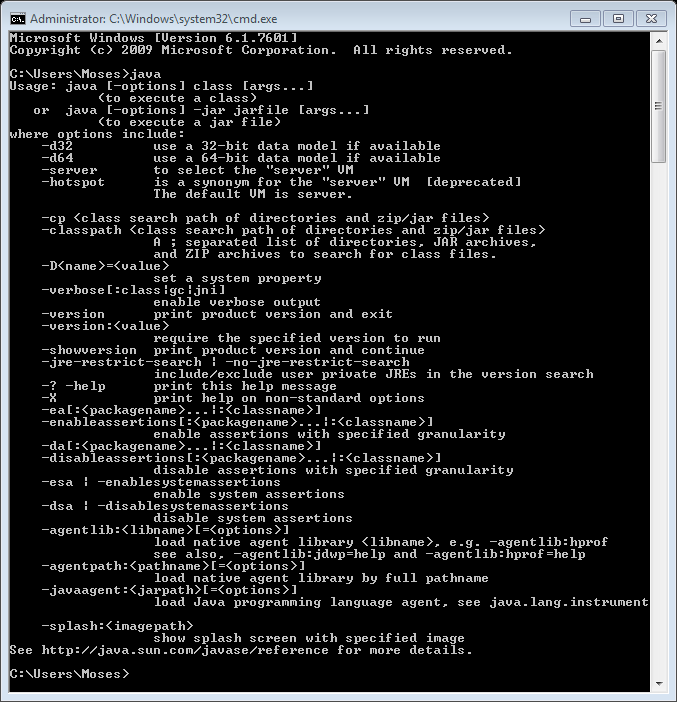 Administrator: C:\Windows\system32\cmd.exe
Microsoft Windows [Version 6.1.7601]
Copyright (c) 2009 Microsoft Corporation.  All rights reserved.

C:\Users\Moses>java
Usage: java [-options] class [args...]
           (to execute a class)
   or  java [-options] -jar jarfile [args...]
           (to execute a jar file)
where options include:
    -d32          use a 32-bit data model if available
    -d64          use a 64-bit data model if available
    -server       to select the "server" VM
    -hotspot      is a synonym for the "server" VM  [deprecated]
                  The default VM is server.

    -cp <class search path of directories and zip/jar files>
    -classpath <class search path of directories and zip/jar files>
                  A ; separated list of directories, JAR archives,
                  and ZIP archives to search for class files.
    -D<name>=<value>
                  set a system property
    -verbose[:class|gc|jni]
                  enable verbose output
    -version      print product version and exit
    -version:<value>
                  require the specified version to run
    -showversion  print product version and continue
    -jre-restrict-search | -no-jre-restrict-search
                  include/exclude user private JREs in the version search
    -? -help      print this help message
    -X            print help on non-standard options
    -ea[:<packagename>...|:<classname>]
    -enableassertions[:<packagename>...|:<classname>]
                  enable assertions with specified granularity
    -da[:<packagename>...|:<classname>]
    -disableassertions[:<packagename>...|:<classname>]
                  disable assertions with specified granularity
    -esa | -enablesystemassertions
                  enable system assertions
    -dsa | -disablesystemassertions
                  disable system assertions
    -agentlib:<libname>[=<options>]
                  load native agent library <libname>, e.g. -agentlib:hprof
                  see also, -agentlib:jdwp=help and -agentlib:hprof=help
    -agentpath:<pathname>[=<options>]
                  load native agent library by full pathname
    -javaagent:<jarpath>[=<options>]
                  load Java programming language agent, see java.lang.instrument

    -splash:<imagepath>
                  show splash screen with specified image
See http://java.sun.com/javase/reference for more details.

C:\Users\Moses>